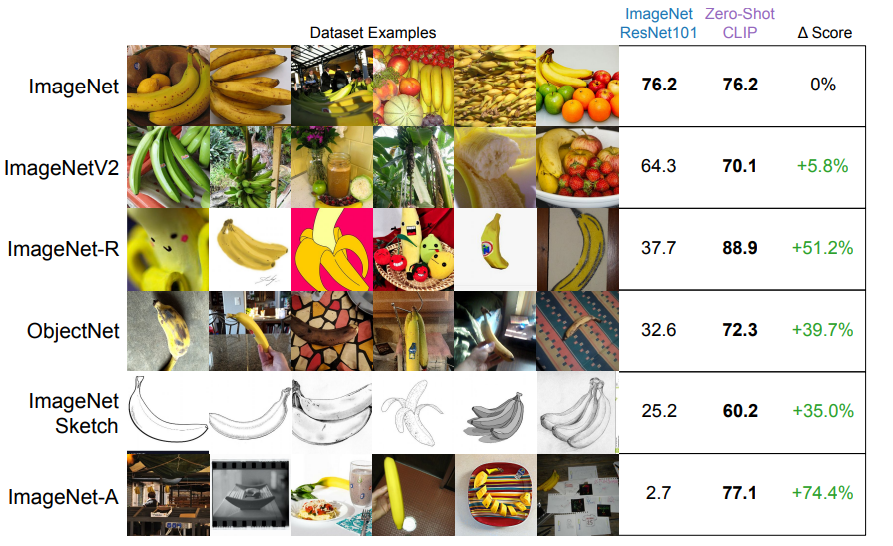 Dataset Examples
ImageNet
ResNet101
Zero-Shot
CLIP
Δ Score
ImageNet
76.2
76.2
0%
ImageNetV2
64.3
70.1
+5.8%
ImageNet-R
37.7
88.9
+51.2%
ObjectNet
32.6
72.3
+39.7%
ImageNet
Sketch
25.2
60.2
+35.0%
ImageNet-A
2.7
77.1
+74.4%